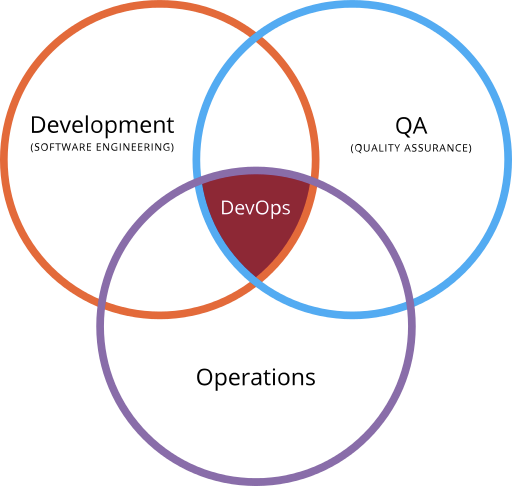 Development
(SOFTWARE ENGINEERING)
QA
(QUALITY ASSURANCE)
DevOps
Operations